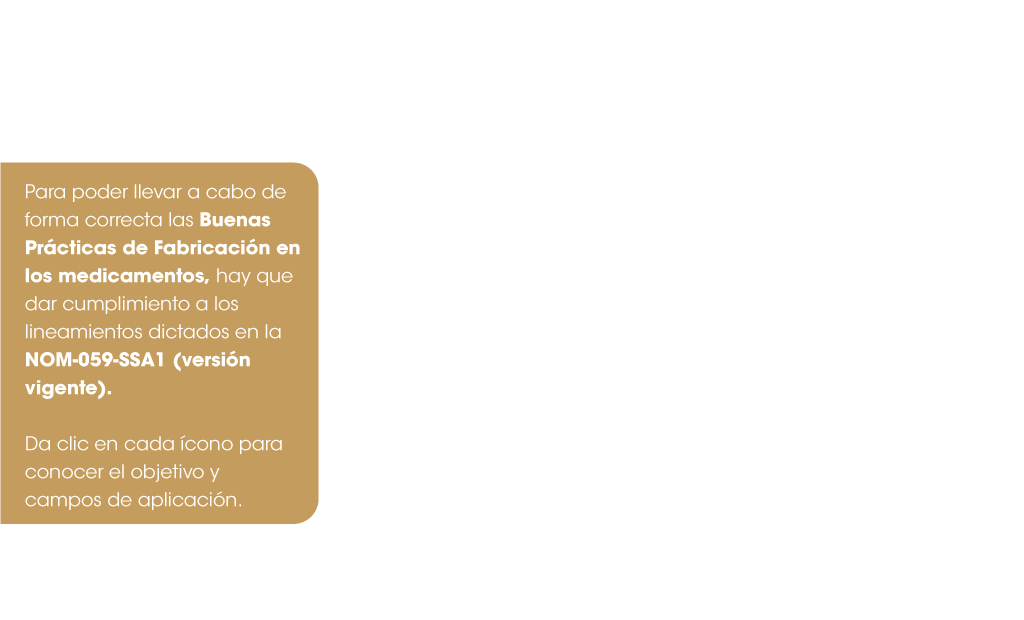 Para poder llevar a cabo de
forma correcta las Buenas
Prácticas de Fabricación en
los medicamentos, hay que
dar cumplimiento a los
lineamientos dictados en la
NOM-059-SSA1 (versión
vigente).
Da clic en cada ícono para
conocer el objetivo y
campos de aplicación.